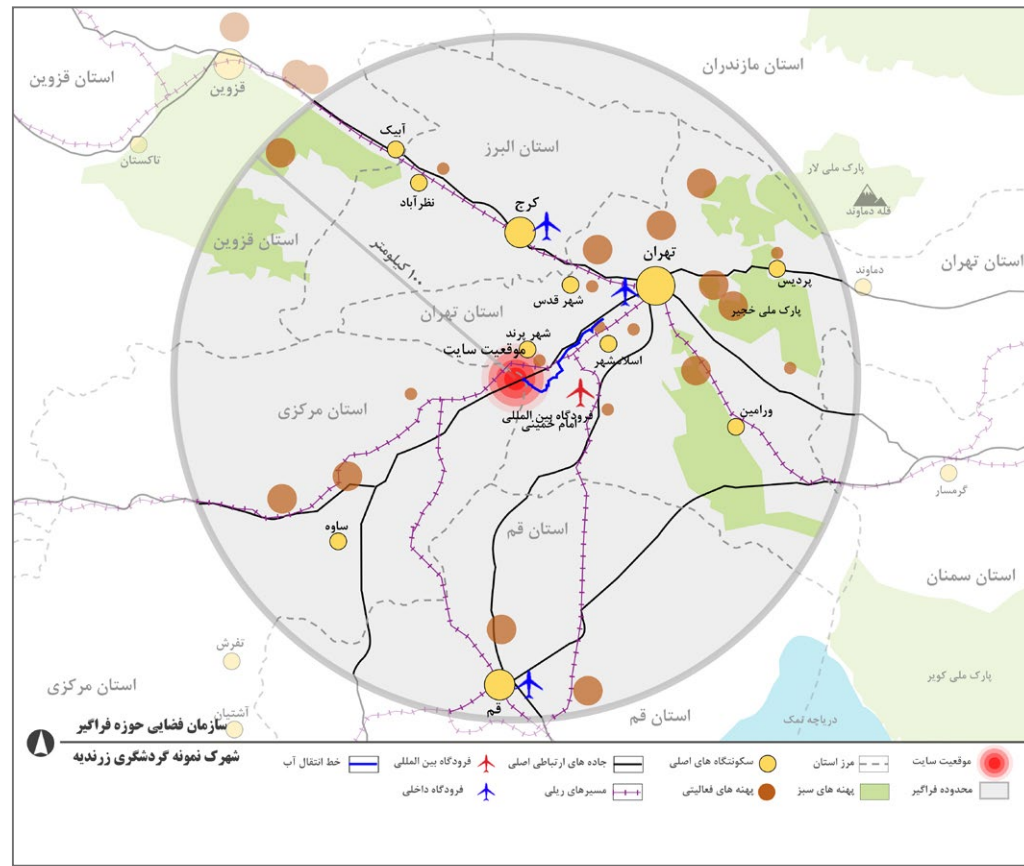 استان مازندران
استان قزوین
قزوین
تاکستان
آبیک
نظرآباد
استان البرز
کرج
پارک ملی لار
قله دماوند
استان قزوین
۱۰۰ کیلومتر
تهران
شهر قدس
استان تهران
پردیس
دماوند
استان تهران
پارک ملی خجیر
شهر پرند
موقعیت سایت
اسلامشهر
فرودگاه بین المللی
امام خمینی
استان مرکزی
ورامین
گرمسار
ساوه
استان قم
استان سمنان
تفرش
استان مرکزی
آشتیان
قم
استان قم
دریاچه نمک
پارک ملی کویر
سازمان فضایی حوزه فراگیر
شهرک نمونه گردشگری زرندیه
موقعیت سایت
مرز استان
سکونتگاه های اصلی
جاده های ارتباطی اصلی
فرودگاه بین المللی
خط انتقال آب
محدوده فراگیر
پهنه های سبز
پهنه های فعالیتی
مسیرهای ریلی
فرودگاه داخلی